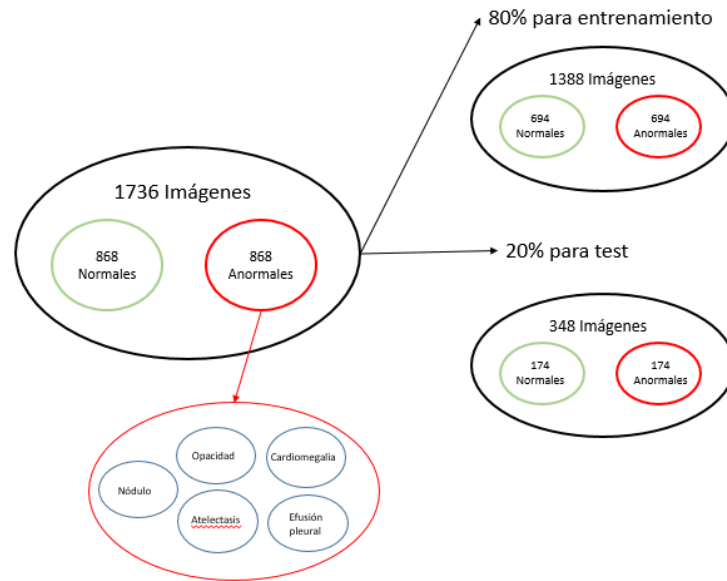 80% para entrenamiento
1388 Imágenes
694
Normales
694
Anormales
1736 Imágenes
868
Normales
868
Anormales
20% para test
348 Imágenes
174
Normales
174
Anormales
Opacidad
Cardiomegalia
Nódulo
Atelectasis
Efusión
pleural